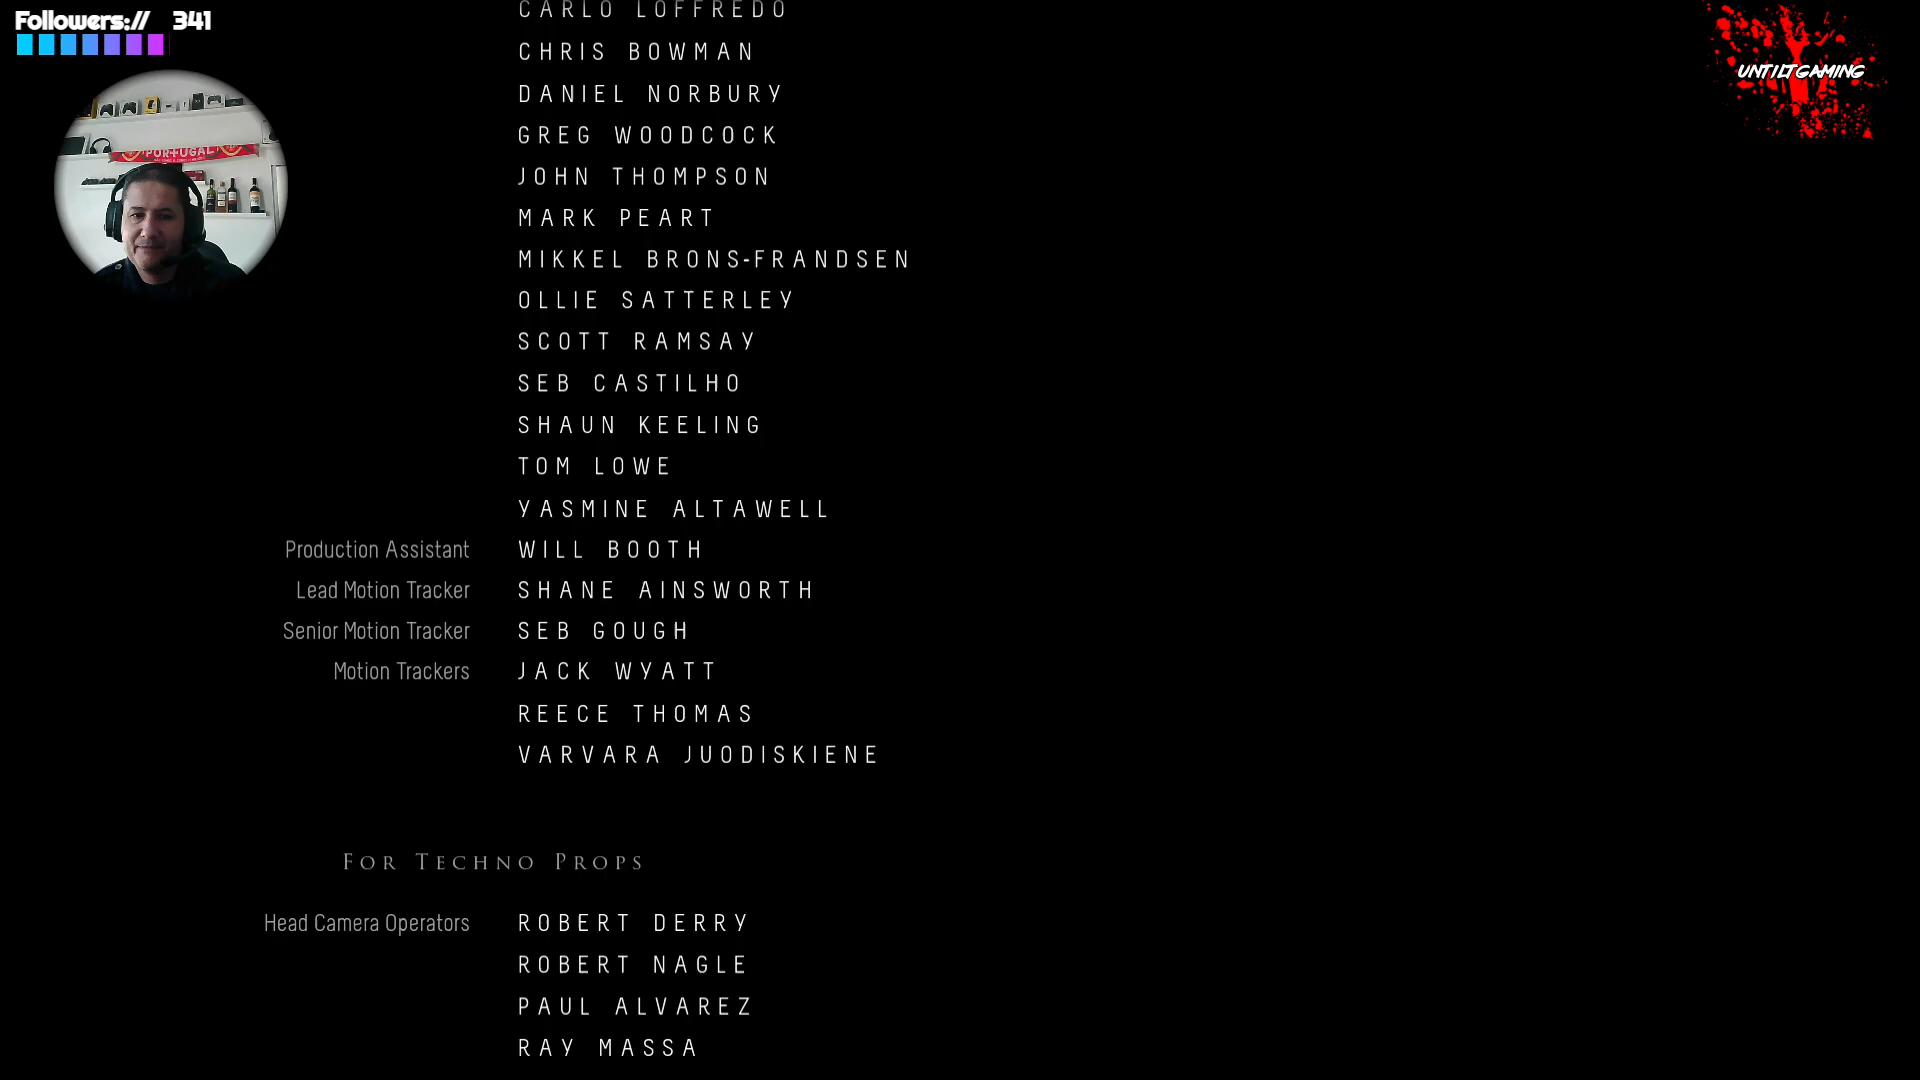 Followers:// 341
UNTILTGAMING
PORTUGAL
CARLO LOFFREDO
CHRIS BOWMAN
DANIEL NORBURY
GREG WOODCOCK
JOHN THOMPSON
MARK PEART
MIKKEL BRONS-FRANDSEN
OLLIE SATTERLEY
SCOTT RAMSAY
SEB CASTILHO
SHAUN KEELING
TOM LOWE
YASMINE ALTAWELL
Production Assistant WILL BOOTH
Lead Motion Tracker SHANE AINSWORTH
Senior Motion Tracker SEB GOUGH
Motion Trackers JACK WYATT
REECE THOMAS
VARVARA JUODISKIENE
FOR TECHNO PROPS
Head Camera Operators ROBERT DERRY
ROBERT NAGLE
PAUL ALVAREZ
RAY MASSA